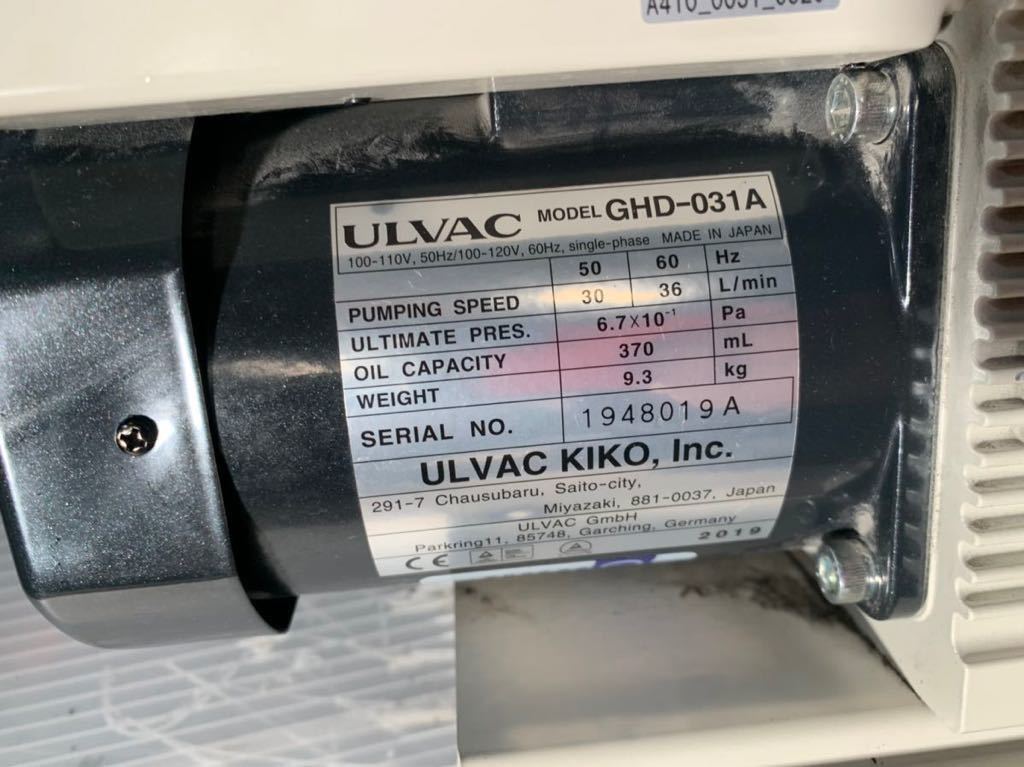 ULVAC MODEL GHD-031A
100-110V, 50Hz/100-120V, 60Hz, single-phase MADE IN JAPAN
50 60 Hz
PUMPING SPEED 30 36 L/min
ULTIMATE PRES. 6.7×10⁻¹ Pa
OIL CAPACITY 370 mL
WEIGHT 9.3 kg
SERIAL NO. 1948019A
ULVAC KIKO, Inc.
291-7 Chausubaru, Saito-city,
Miyazaki, 881-0037, Japan
ULVAC GmbH
Parkring11, 85748, Garching, Germany
CE 2019